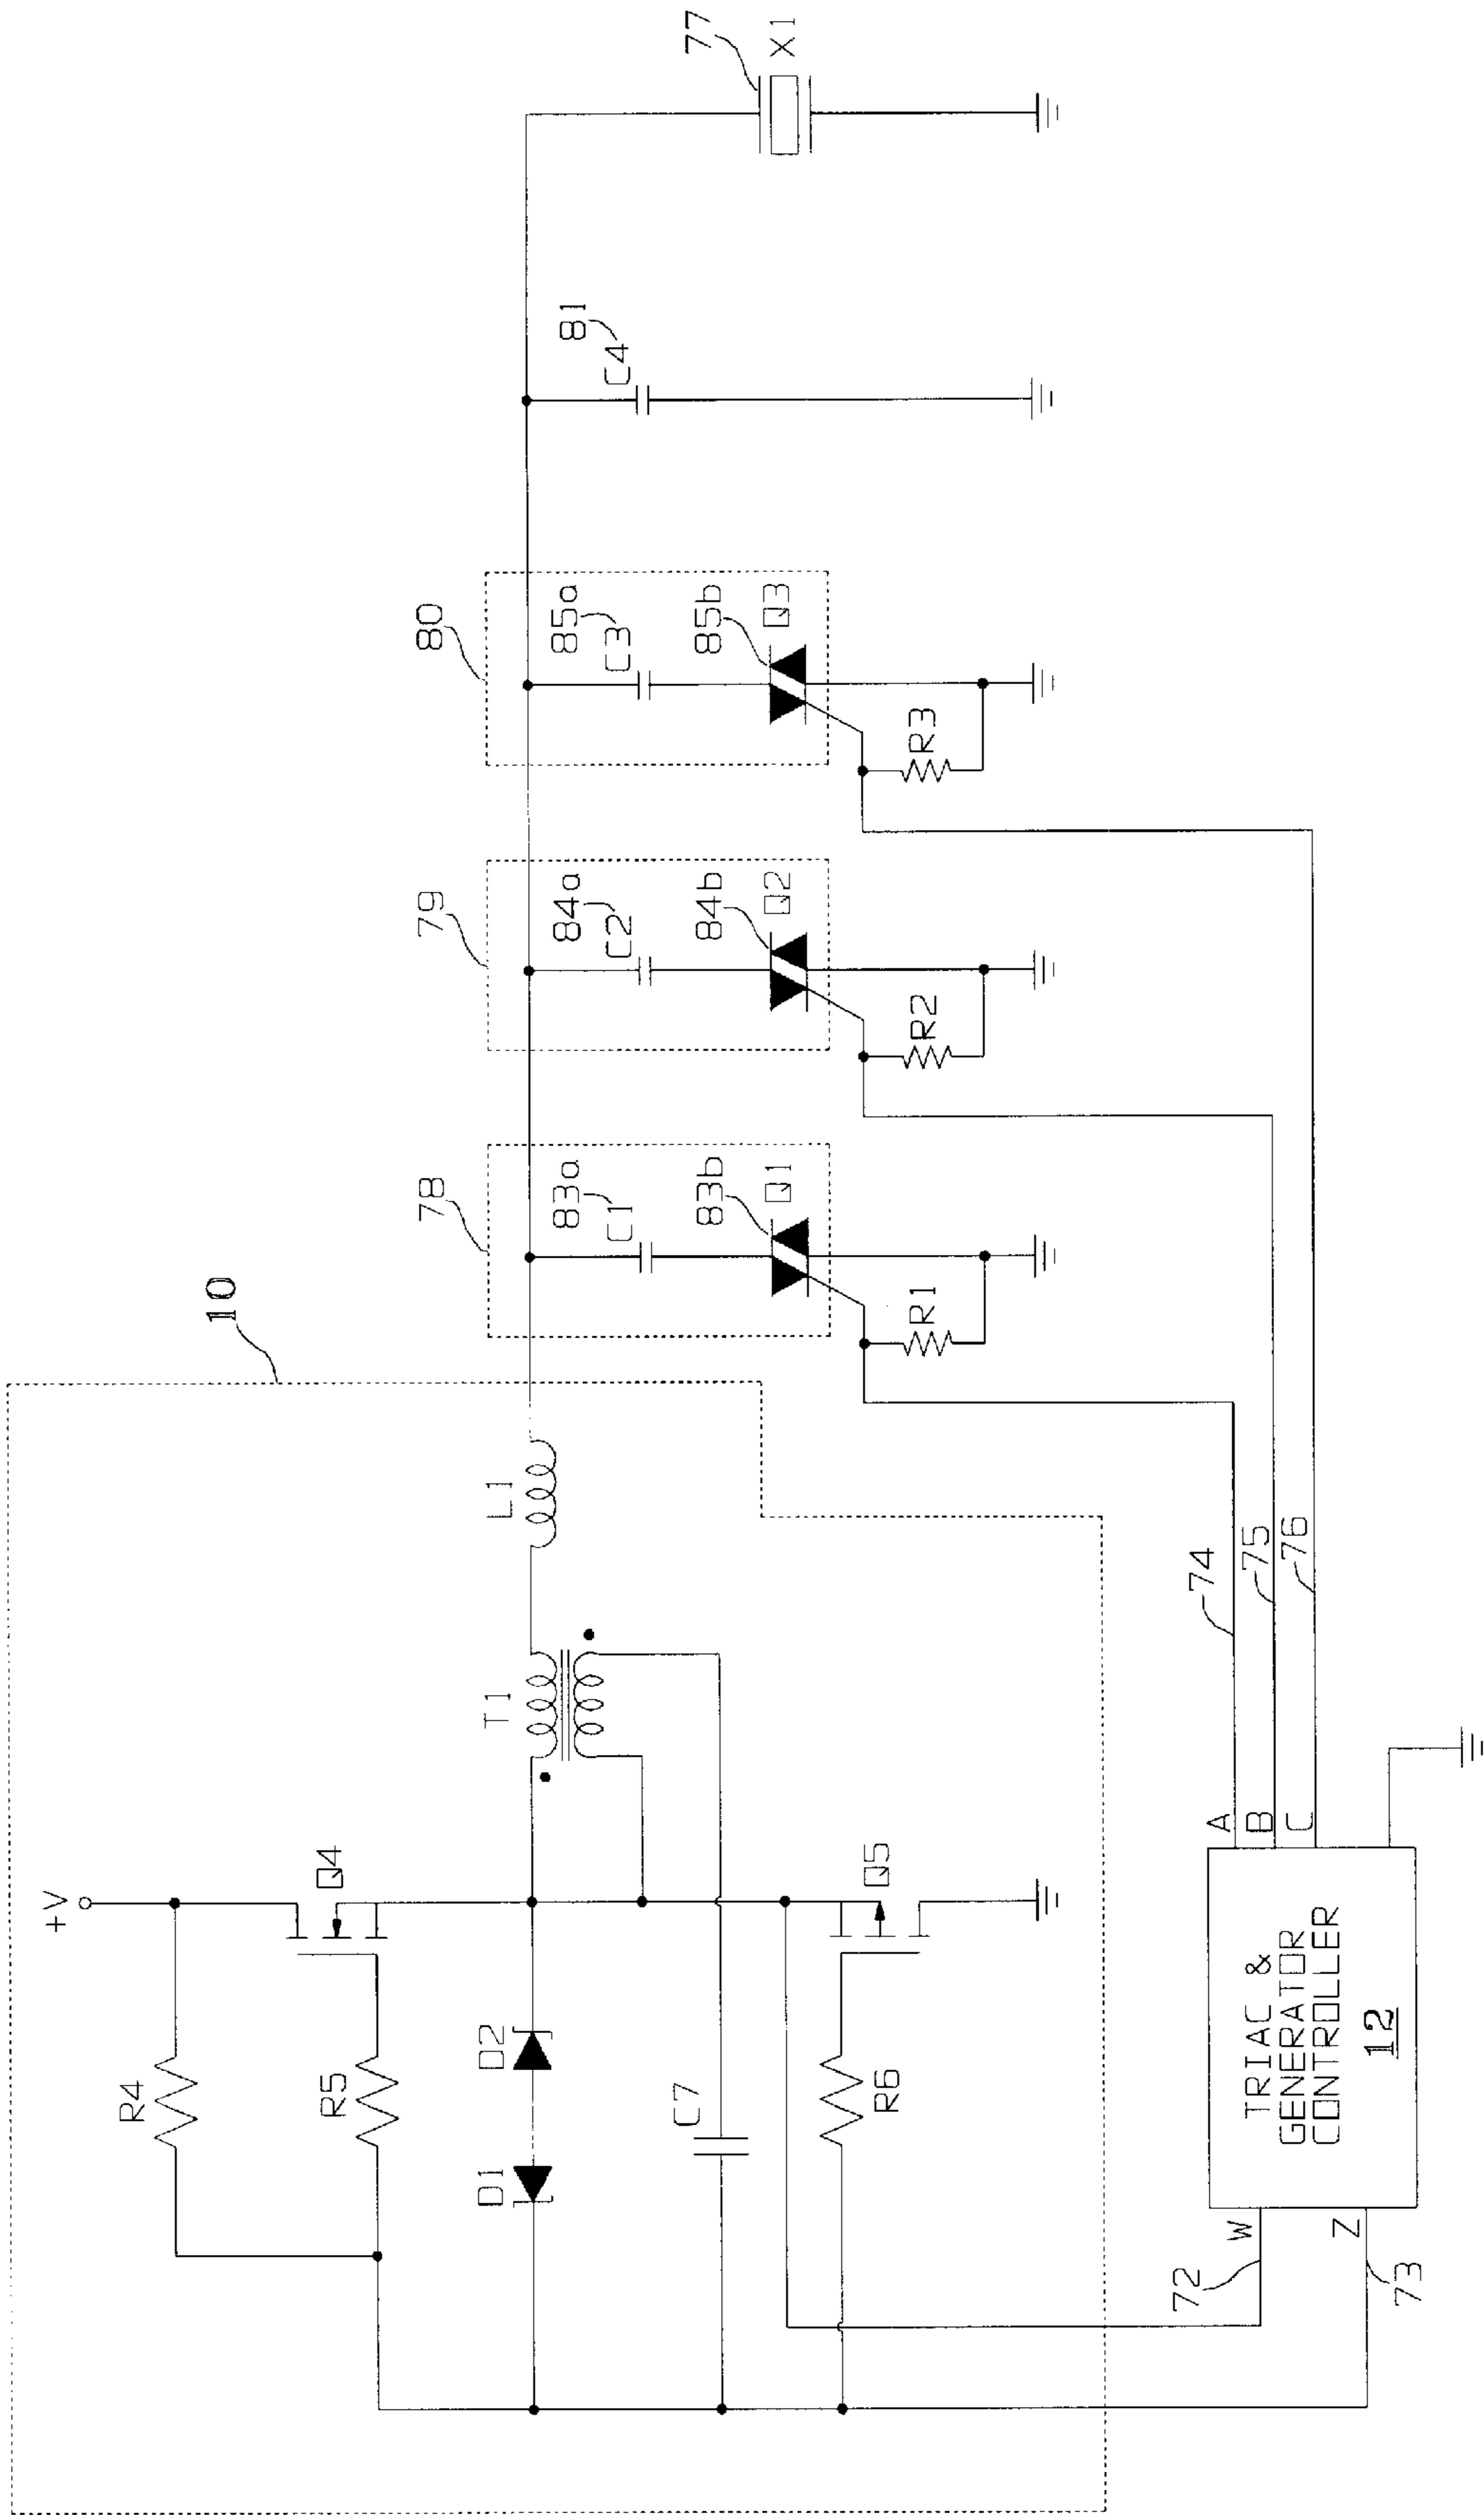 10
+V
R4
Q4
R5
D1
D2
T1
L1
C7
R6
Q5
78
83a
C1
83b
Q1
R1
79
84a
C2
84b
Q2
R2
80
85a
C3
85b
Q3
R3
81
C4
77
X1
72
W
73
Z
TRIAC &
GENERATOR
CONTROLLER
12
A
B
C
74
75
76